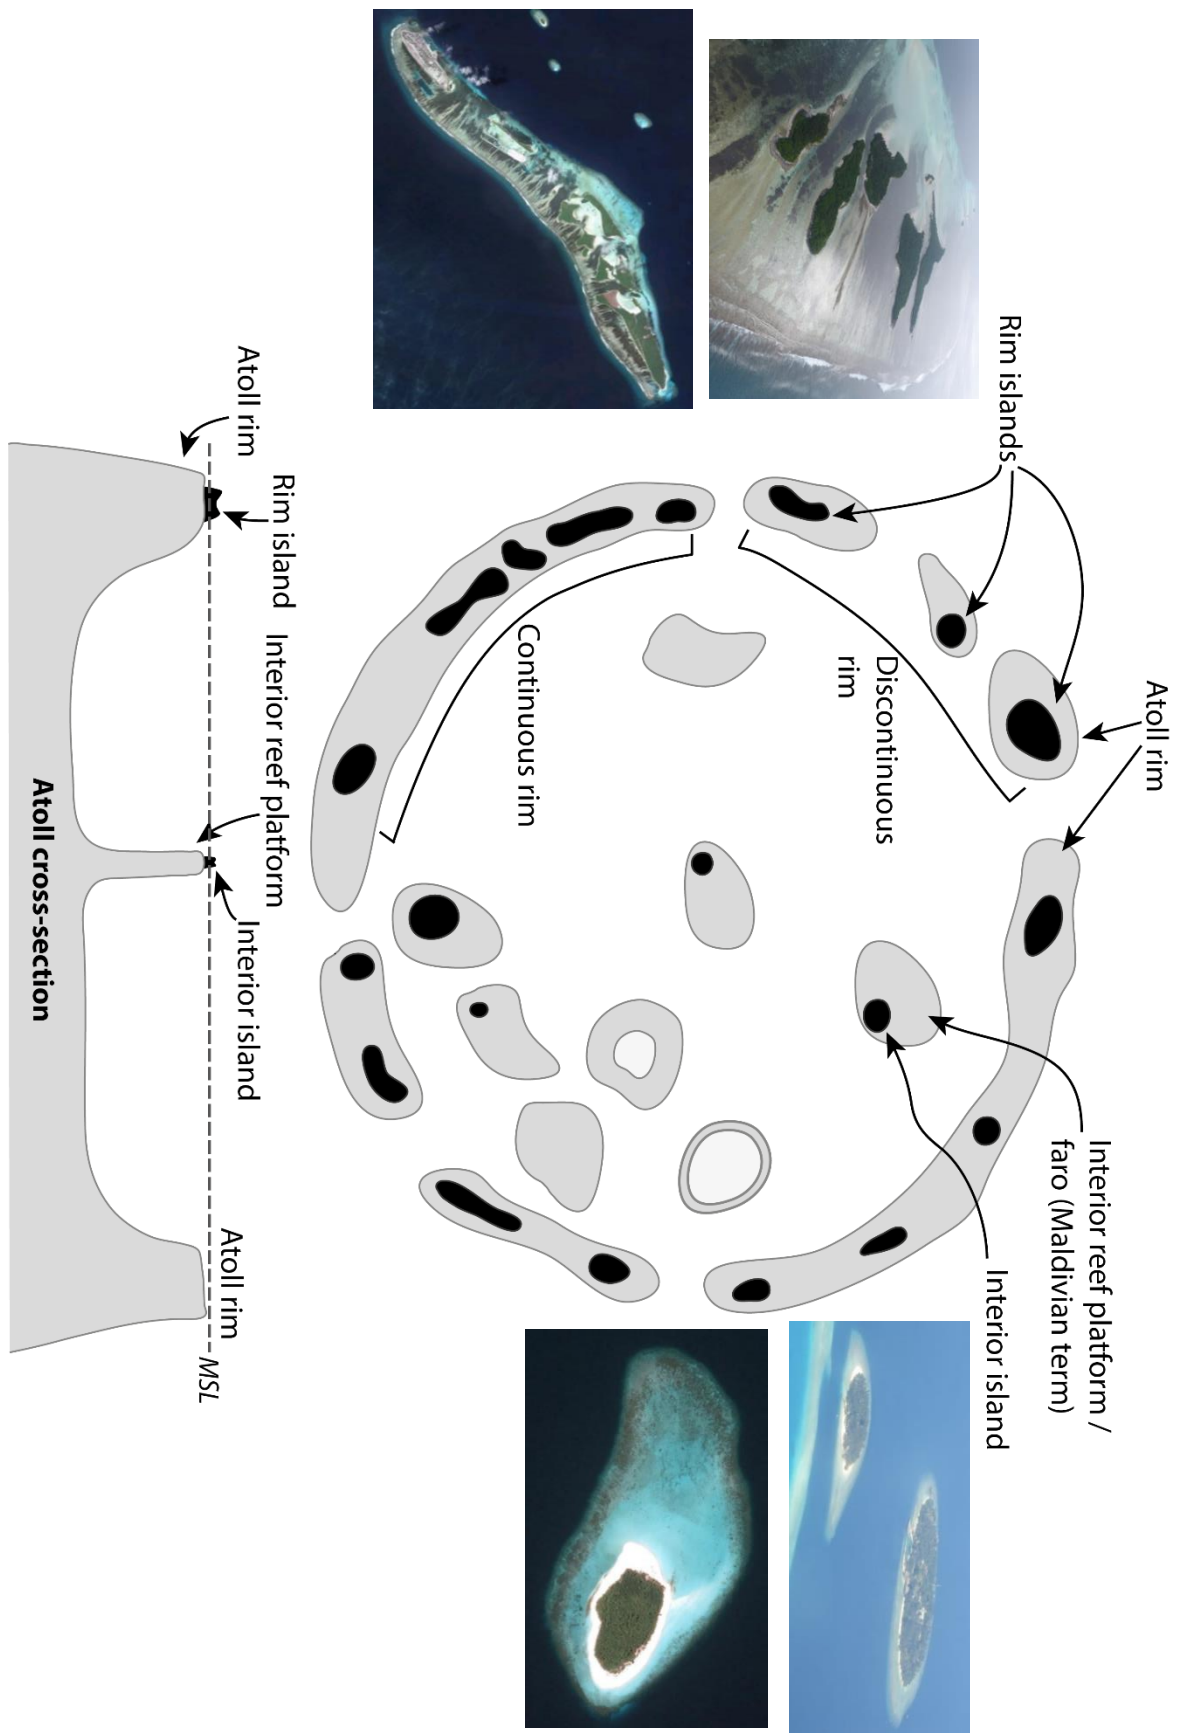 Atoll rim
Rim islands
Interior reef platform /
faro (Maldivian term)
Discontinuous
rim
Interior island
Continuous rim
Atoll rim
Rim island
Interior reef platform
Interior island
Atoll rim
MSL
Atoll cross-section